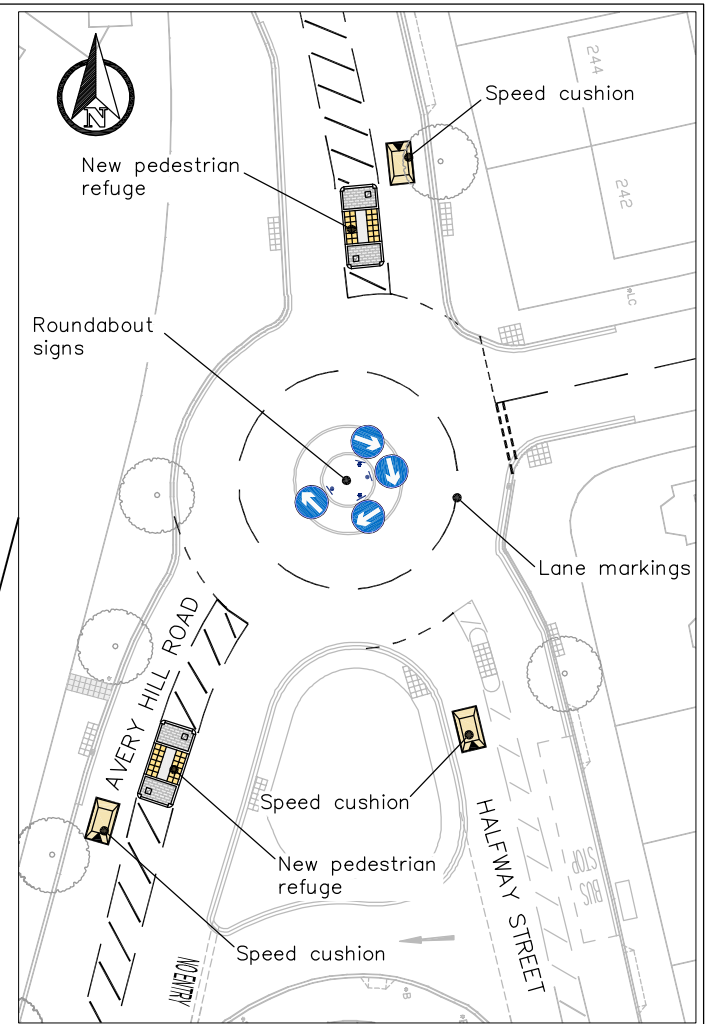 244
Speed cushion
New pedestrian
refuge
242
N
LC
Roundabout
signs
Lane markings
AVERY HILL ROAD
Speed cushion
HALFWAY STREET
BUS
STOP
New pedestrian
refuge
Speed cushion
NO ENTRY
B